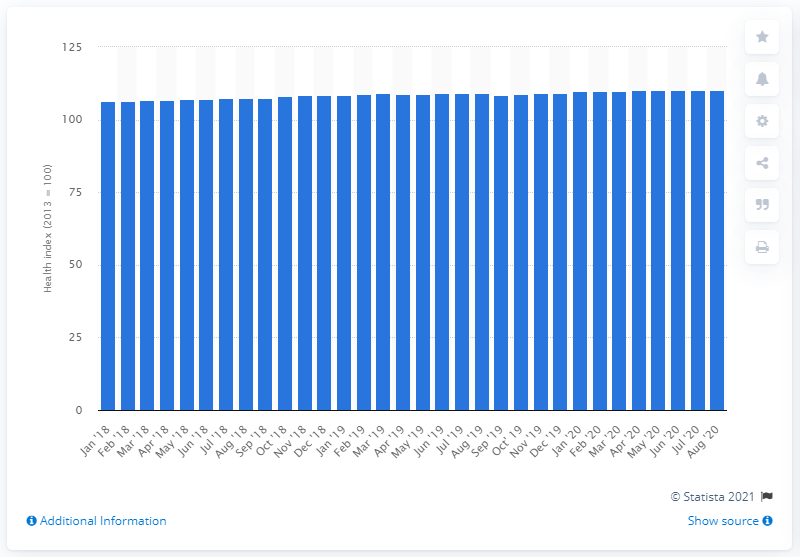 125
100
75
50
25
0
Health index (2013 = 100)
Jan '18
Feb '18
Mar '18
Apr '18
May '18
Jun '18
Jul '18
Aug '18
Sep '18
Oct '18
Nov '18
Dec '18
Jan '19
Feb '19
Mar '19
Apr '19
May '19
Jun '19
Jul '19
Aug '19
Sep '19
Oct' '19
Nov '19
Dec '19
Jan '20
Feb '20
Mar '20
Apr '20
May '20
Jun '20
Jul '20
Aug '20
© Statista 2021
Additional Information
Show source